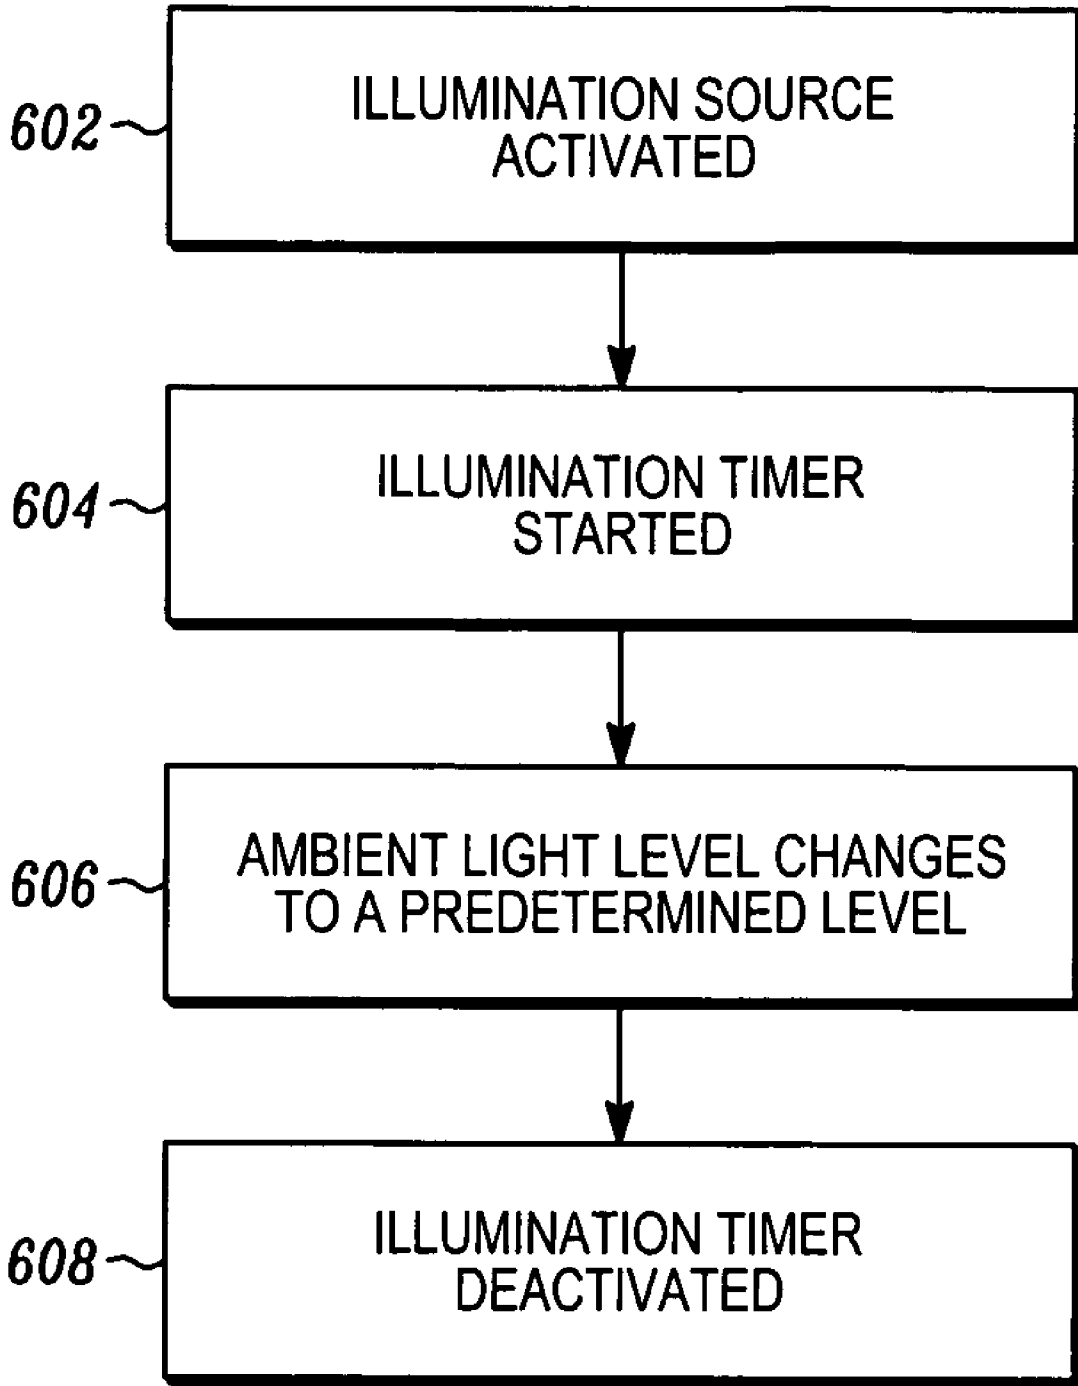 602
ILLUMINATION SOURCE
ACTIVATED
604
ILLUMINATION TIMER
STARTED
606
AMBIENT LIGHT LEVEL CHANGES
TO A PREDETERMINED LEVEL
608
ILLUMINATION TIMER
DEACTIVATED